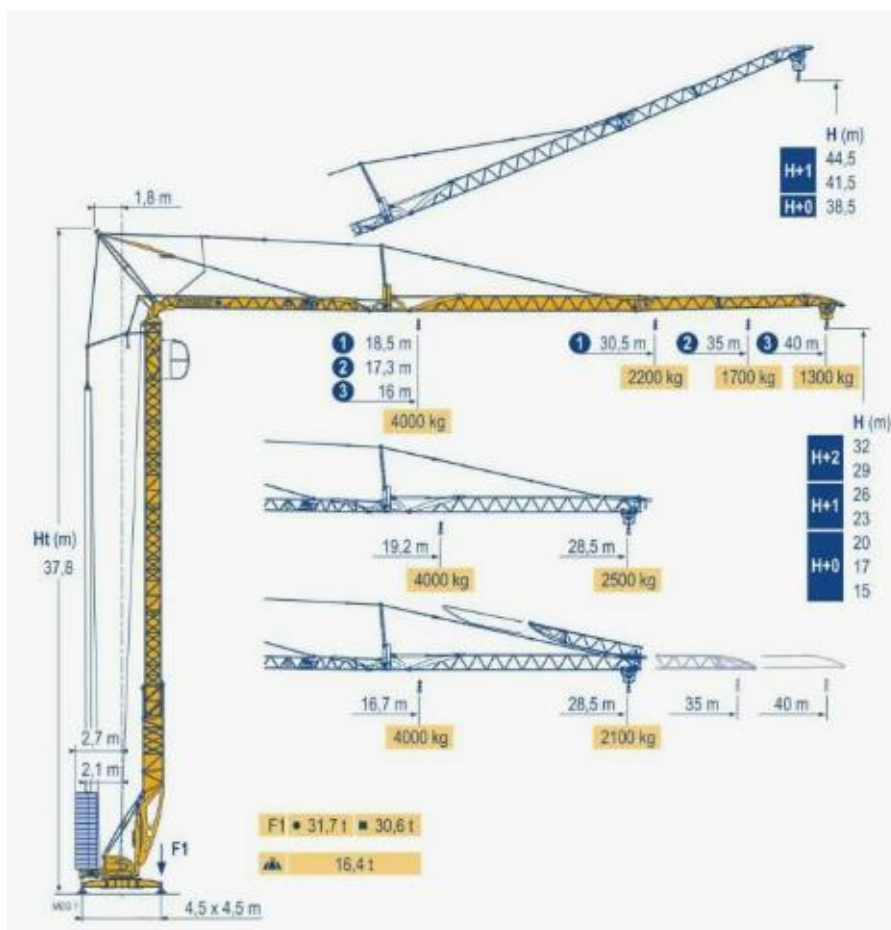 H (m)
H+1
44,5
41,5
H+0
38,5
1,8 m
1 18,5 m
2 17,3 m
3 16 m
4000 kg
1 30,5 m
2 35 m
3 40 m
2200 kg
1700 kg
1300 kg
H (m)
H+2
32
29
H+1
26
23
H+0
20
17
15
Ht (m)
37,8
19,2 m
28,5 m
4000 kg
2500 kg
16,7 m
28,5 m
35 m
40 m
4000 kg
2100 kg
2,7 m
2,1 m
F1
F1 ● 31,7 t ■ 30,6 t
16,4 t
4,5 x 4,5 m